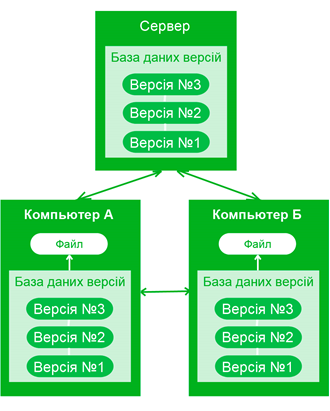 Сервер
База даних версій
Версія №3
Версія №2
Версія №1
Компьютер А
Файл
База даних версій
Версія №3
Версія №2
Версія №1
Компьютер Б
Файл
База даних версій
Версія №3
Версія №2
Версія №1